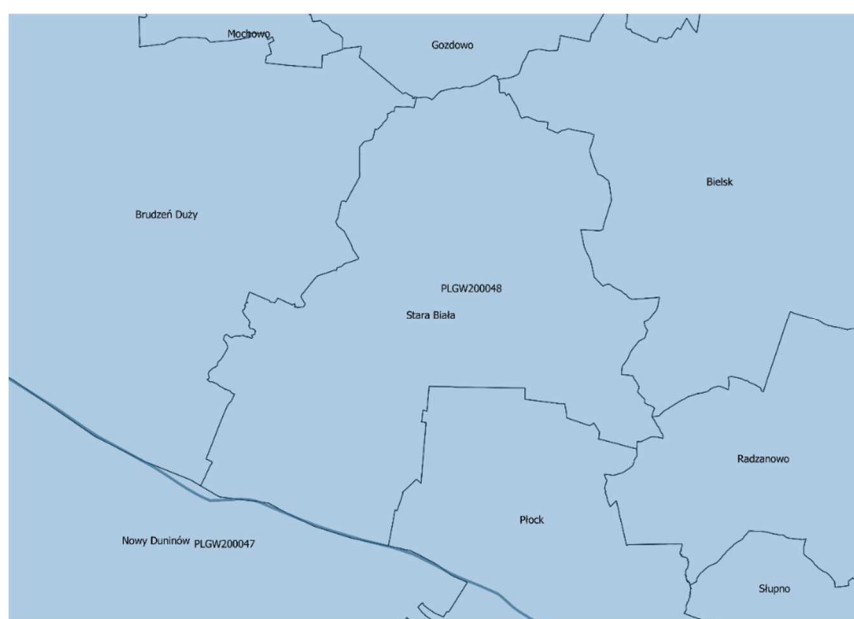 Mochowo
Gozdowo
Bielsk
Brudzeń Duży
PLGW200048
Stara Biała
Radzanowo
Płock
Nowy Duninów PLGW200047
Słupno